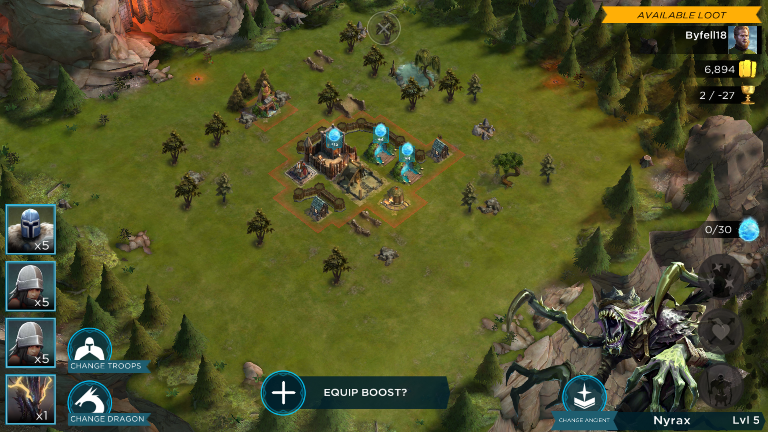 AVAILABLE LOOT
Byfell18
6,894
2 / -27
0/30
x5
x5
x5
x1
CHANGE TROOPS
CHANGE DRAGON
EQUIP BOOST?
CHANGE ANCIENT
Nyrax
Lvl 5